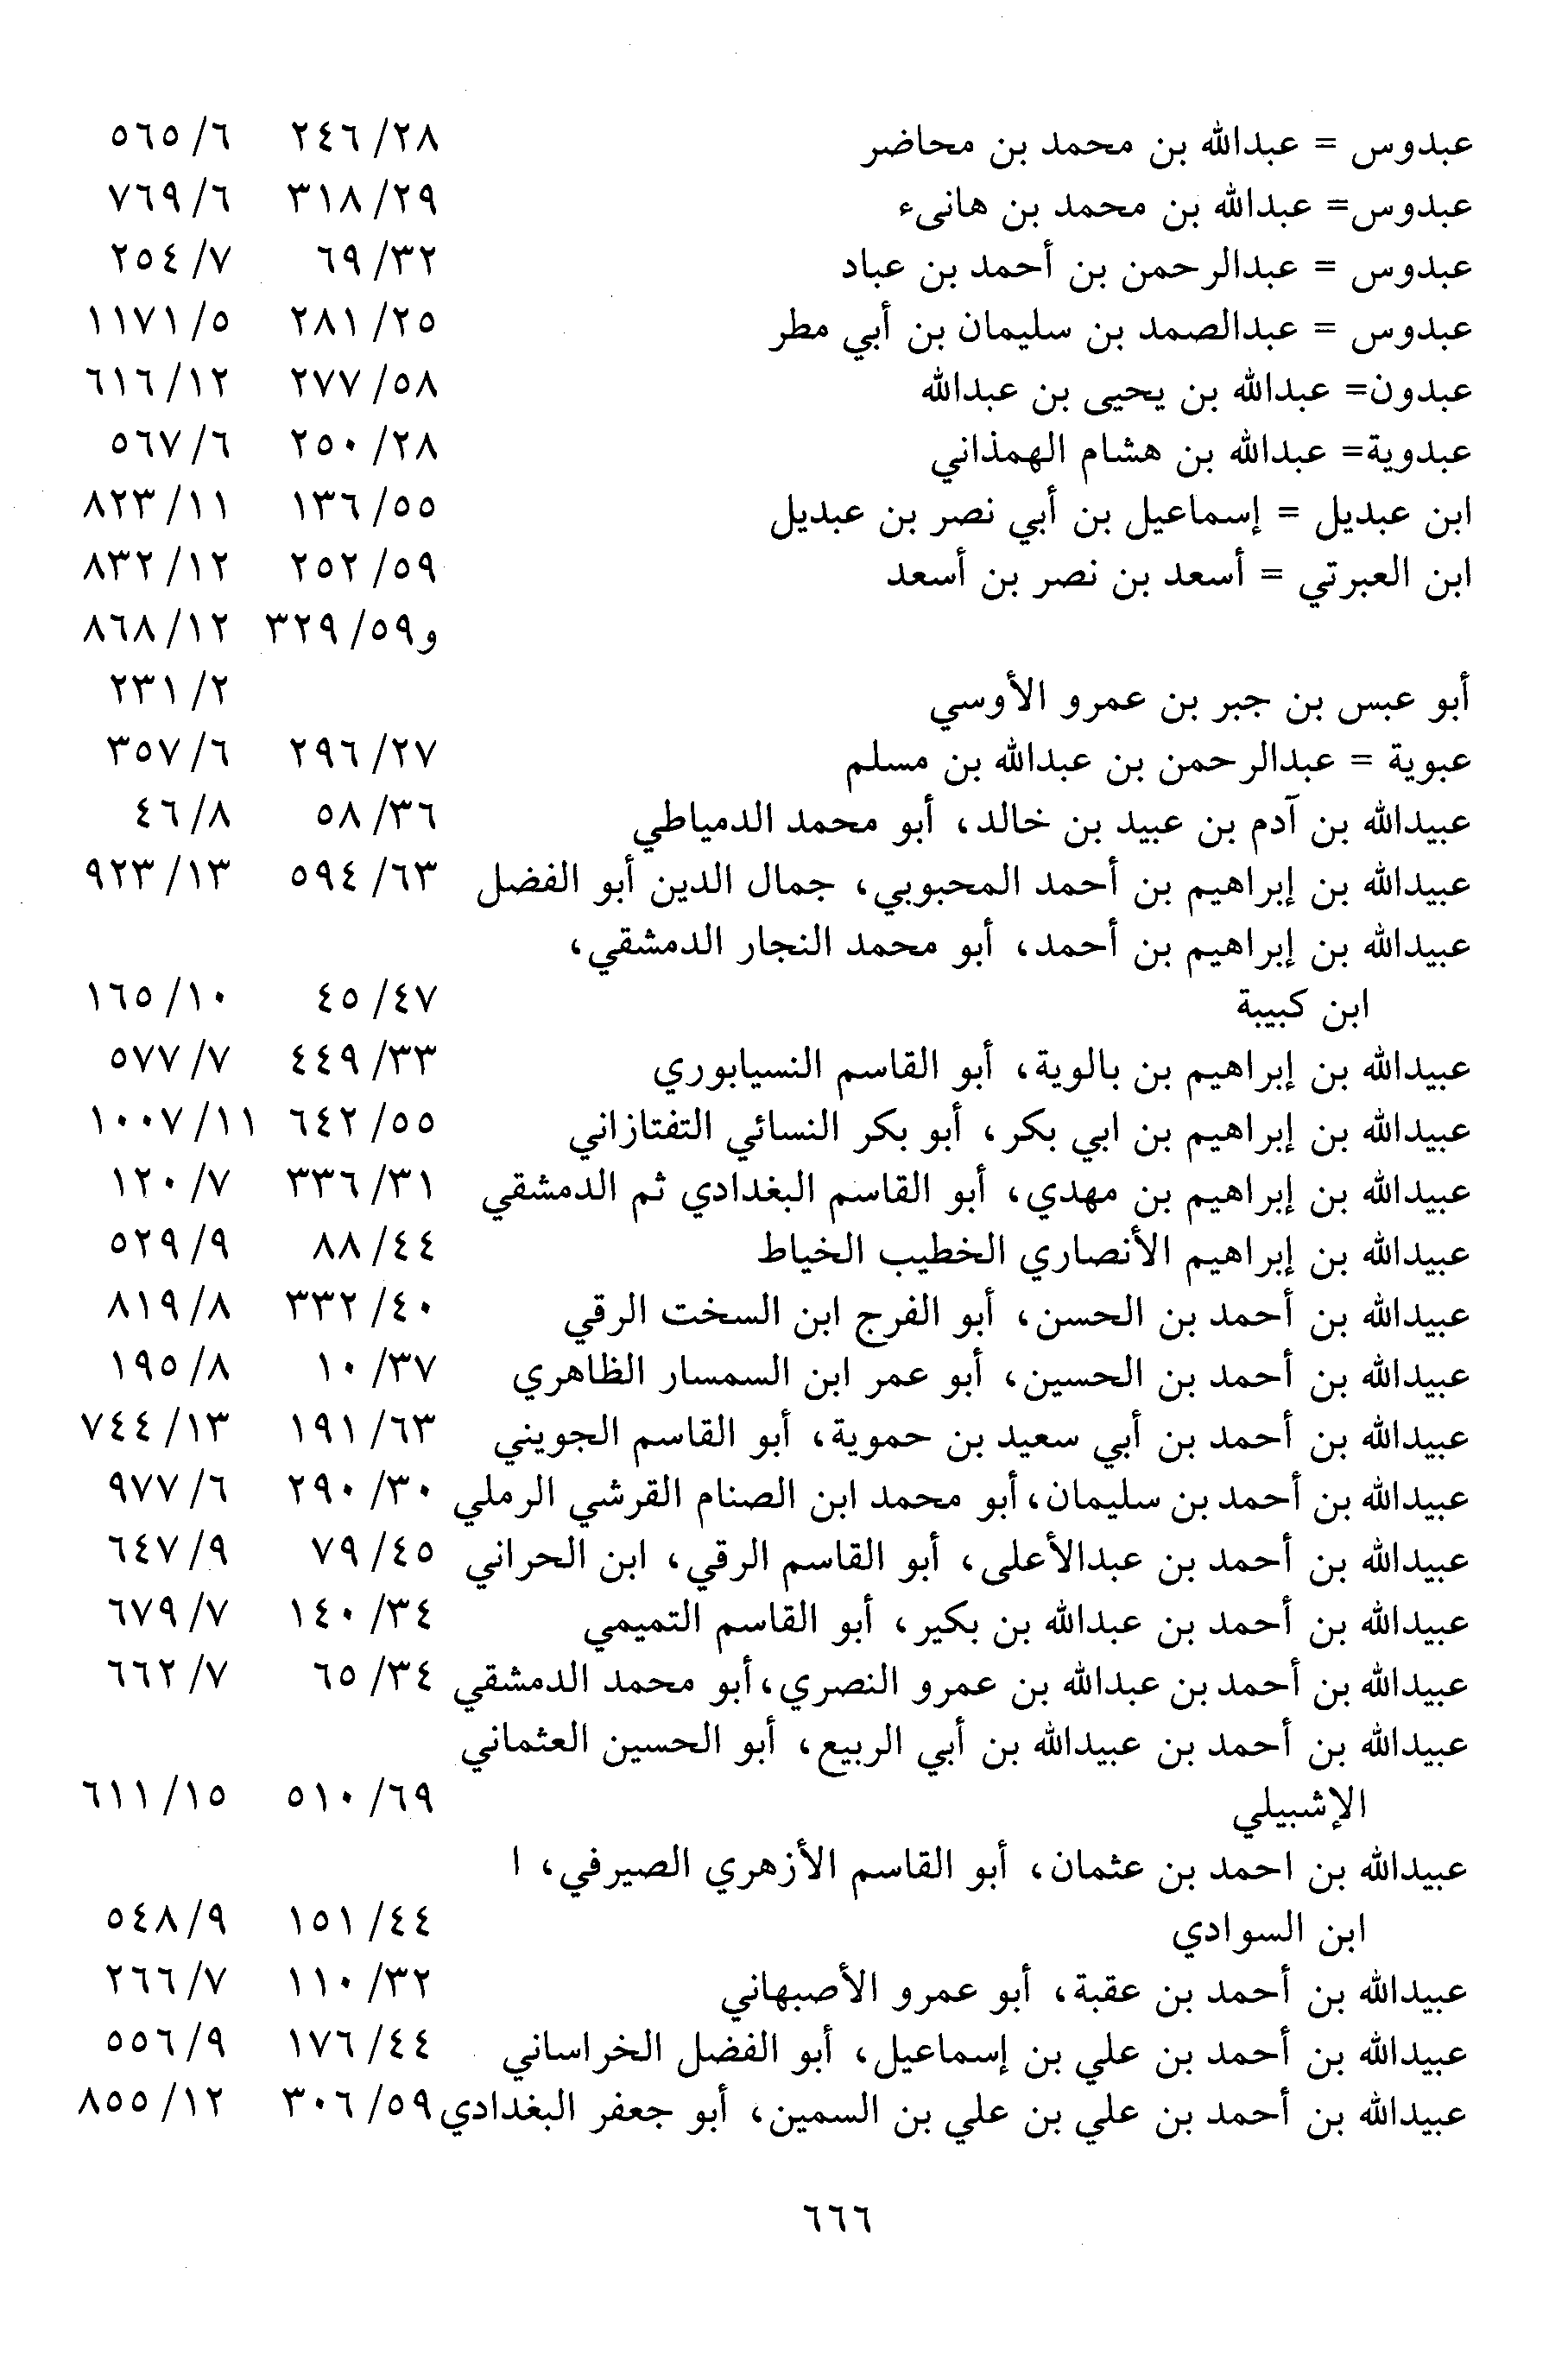 عبدوس = عبدالله بن محمد بن محاضر ٢٨/ ٢٤٦ ٦/ ٥٦٥
عبدوس= عبدالله بن محمد بن هانىء ٢٩/ ٣١٨ ٦/ ٧٦٩
عبدوس = عبدالرحمن بن أحمد بن عباد ٣٢/ ٦٩ ٧/ ٢٥٤
عبدوس = عبدالصمد بن سليمان بن أبي مطر ٢٥/ ٢٨١ ٥/ ١١٧١
عبدون= عبدالله بن يحيى بن عبدالله ٥٨/ ٢٧٧ ١٢/ ٦١٦
عبدوية= عبدالله بن هشام الهمذاني ٢٨/ ٢٥٠ ٦/ ٥٦٧
ابن عبديل = إسماعيل بن أبي نصر بن عبديل ٥٥/ ١٣٦ ١١/ ٨٢٣
ابن العبرتي = أسعد بن نصر بن أسعد ٥٩/ ٢٥٢ ١٢/ ٨٣٢
و٥٩/ ٣٢٩ ١٢/ ٨٦٨
أبو عبس بن جبر بن عمرو الأوسي ٢/ ٢٣١
عبوية = عبدالرحمن بن عبدالله بن مسلم ٢٧/ ٢٩٦ ٦/ ٣٥٧
عبيدالله بن آدم بن عبيد بن خالد، أبو محمد الدمياطي ٣٦/ ٥٨ ٨/ ٤٦
عبيدالله بن إبراهيم بن أحمد المحبوبي، جمال الدين أبو الفضل ٦٣/ ٥٩٤ ١٣/ ٩٢٣
عبيدالله بن إبراهيم بن أحمد، أبو محمد النجار الدمشقي،
ابن كبيبة ٤٧/ ٤٥ ١٠/ ١٦٥
عبيدالله بن إبراهيم بن بالوية، أبو القاسم النسيابوري ٣٣/ ٤٤٩ ٧/ ٥٧٧
عبيدالله بن إبراهيم بن ابي بكر، أبو بكر النسائي التفتازاني ٥٥/ ٦٤٢ ١١/ ١٠٠٧
عبيدالله بن إبراهيم بن مهدي، أبو القاسم البغدادي ثم الدمشقي ٣١/ ٣٣٦ ٧/ ١٢٠
عبيدالله بن إبراهيم الأنصاري الخطيب الخياط ٤٤/ ٨٨ ٩/ ٥٢٩
عبيدالله بن أحمد بن الحسن، أبو الفرج ابن السخت الرقي ٤٠/ ٣٣٢ ٨/ ٨١٩
عبيدالله بن أحمد بن الحسين، أبو عمر ابن السمسار الظاهري ٣٧/ ١٠ ٨/ ١٩٥
عبيدالله بن أحمد بن أبي سعيد بن حموية، أبو القاسم الجويني ٦٣/ ١٩١ ١٣/ ٧٤٤
عبيدالله بن أحمد بن سليمان، أبو محمد ابن الصنام القرشي الرملي ٣٠/ ٢٩٠ ٦/ ٩٧٧
عبيدالله بن أحمد بن عبدالأعلى، أبو القاسم الرقي، ابن الحراني ٤٥/ ٧٩ ٩/ ٦٤٧
عبيدالله بن أحمد بن عبدالله بن بكير، أبو القاسم التميمي ٣٤/ ١٤٠ ٧/ ٦٧٩
عبيدالله بن أحمد بن عبدالله بن عمرو النصري، أبو محمد الدمشقي ٣٤/ ٦٥ ٧/ ٦٦٢
عبيدالله بن أحمد بن عبيدالله بن أبي الربيع، أبو الحسين العثماني
الإشبيلي ٦٩/ ٥١٠ ١٥/ ٦١١
عبيدالله بن احمد بن عثمان، أبو القاسم الأزهري الصيرفي، ا
ابن السوادي ٤٤/ ١٥١ ٩/ ٥٤٨
عبيدالله بن أحمد بن عقبة، أبو عمرو الأصبهاني ٣٢/ ١١٠ ٧/ ٢٦٦
عبيدالله بن أحمد بن علي بن إسماعيل، أبو الفضل الخراساني ٤٤/ ١٧٦ ٩/ ٥٥٦
عبيدالله بن أحمد بن علي بن علي بن السمين، أبو جعفر البغدادي ٥٩/ ٣٠٦ ١٢/ ٨٥٥
٦٦٦